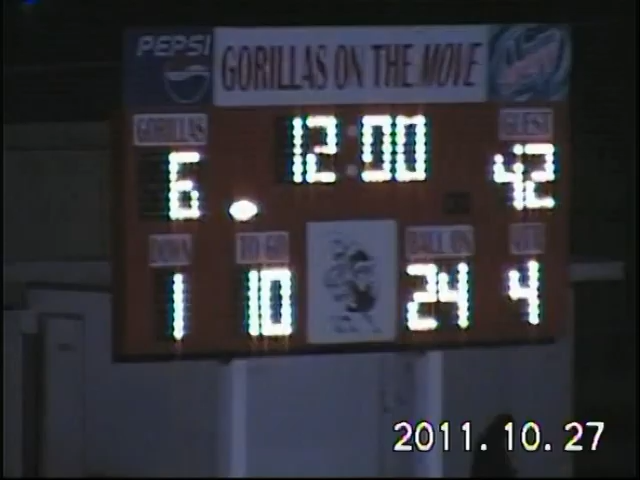 PEPSI GORILLAS ON THE MOVE
GORILLAS 12:00 GUEST
6 42
DOWN TO GO BALL ON QTR
1 10 24 4
2011.10.27